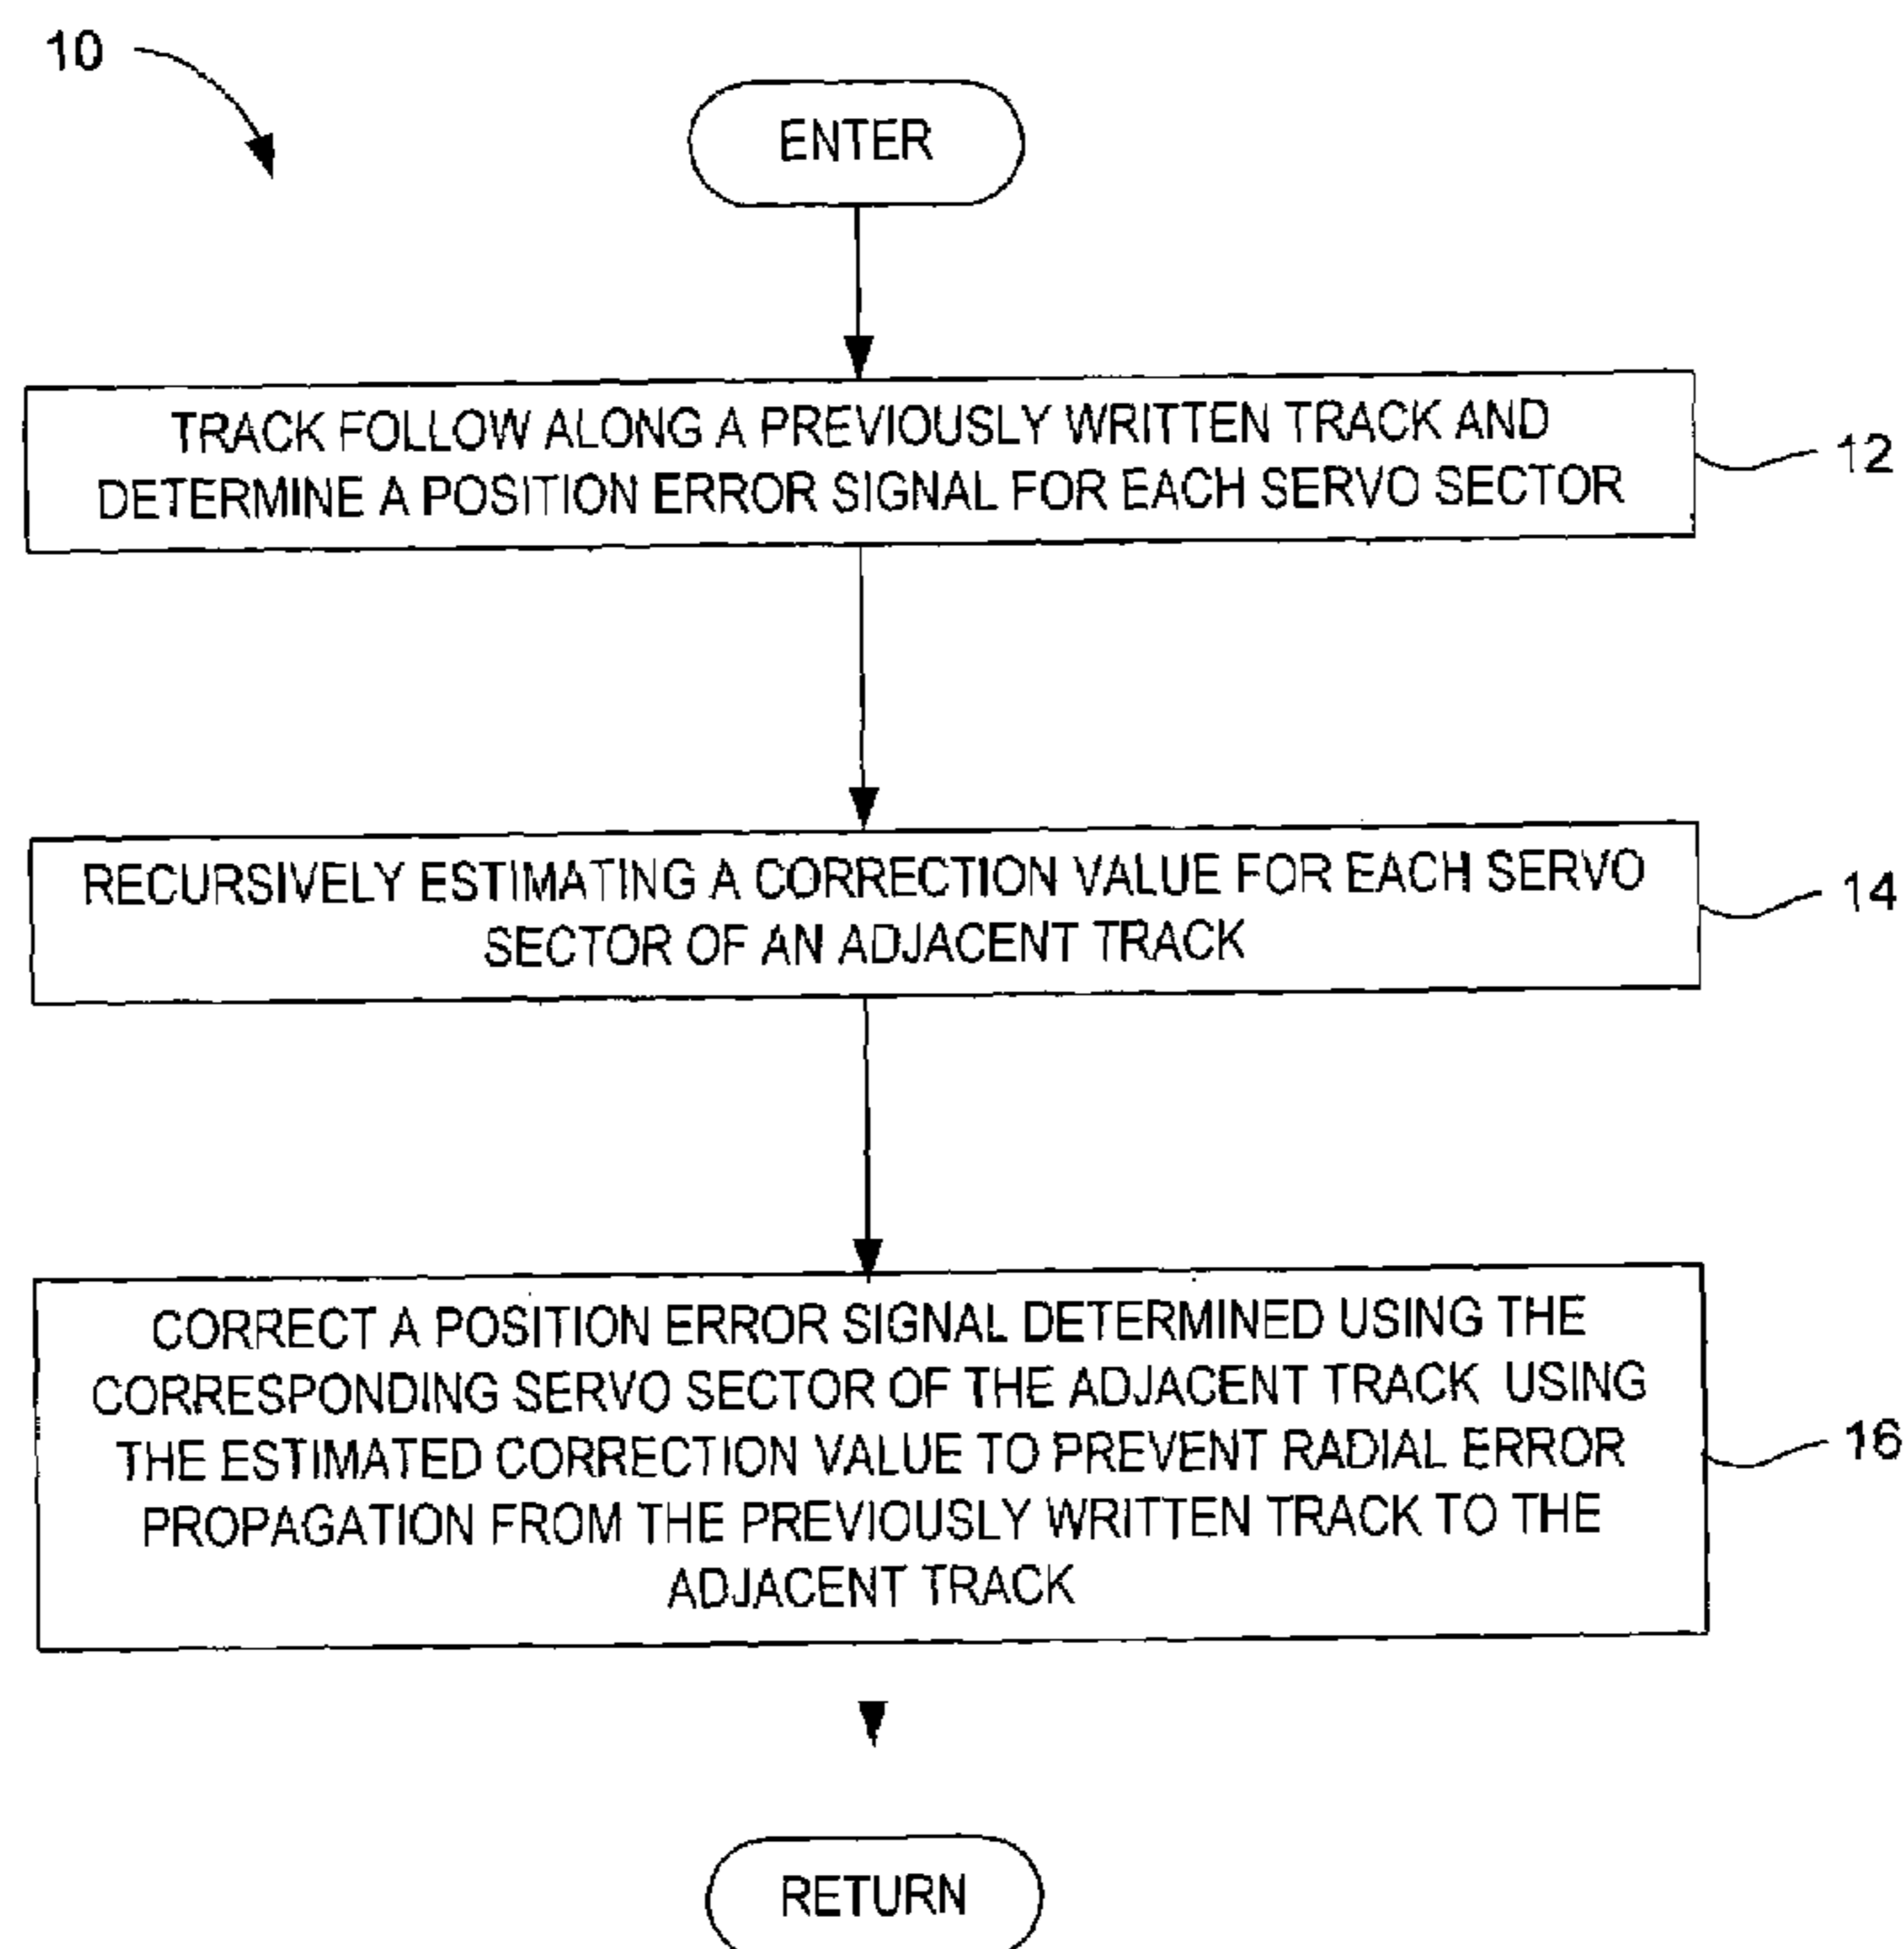 10
ENTER
TRACK FOLLOW ALONG A PREVIOUSLY WRITTEN TRACK AND
DETERMINE A POSITION ERROR SIGNAL FOR EACH SERVO SECTOR
12
RECURSIVELY ESTIMATING A CORRECTION VALUE FOR EACH SERVO
SECTOR OF AN ADJACENT TRACK
14
CORRECT A POSITION ERROR SIGNAL DETERMINED USING THE
CORRESPONDING SERVO SECTOR OF THE ADJACENT TRACK USING
THE ESTIMATED CORRECTION VALUE TO PREVENT RADIAL ERROR
PROPAGATION FROM THE PREVIOUSLY WRITTEN TRACK TO THE
ADJACENT TRACK
16
RETURN